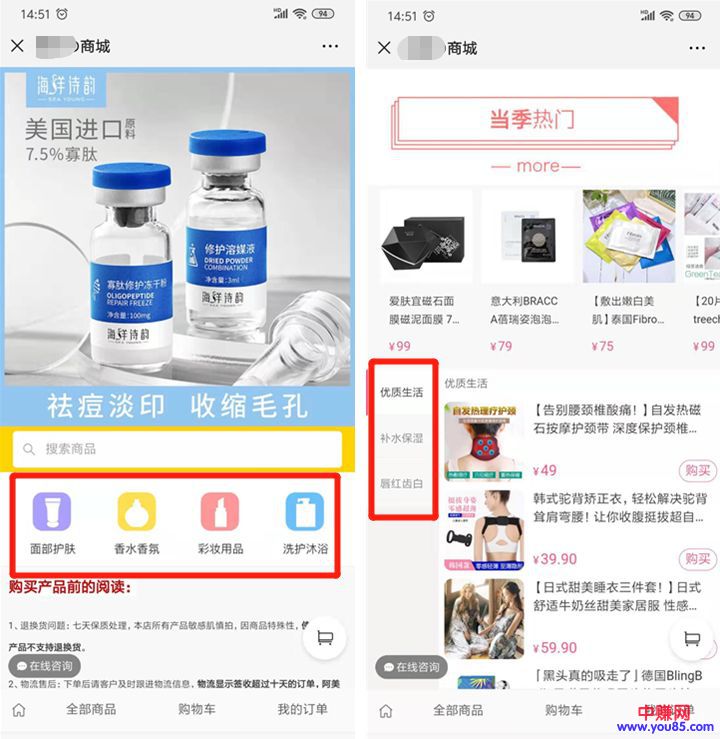 14:51
HD
94
商城
海洋诗韵
SEA YOUNG
美国进口原料
7.5%寡肽
修护溶媒液
DRIED POWDER
COMBINATION
净含量:3ml
海洋诗韵
寡肽修护冻干粉
OLIGOPEPTIDE
REPAIR FREEZE
净含量:100mg
海洋诗韵
祛痘淡印 收缩毛孔
搜索商品
面部护肤
香水香氛
彩妆用品
洗护沐浴
购买产品前的阅读:
1、退换货问题:七天保质处理,本店所有产品敏感肌慎拍,因商品特殊性,
产品不支持退换货。
在线咨询
2、物流售后:下单后请客户及时跟进物流信息,物流显示签收超过十天的订单,阿美
全部商品
购物车
我的订单
14:51
HD
94
商城
当季热门
more
爱肤宜磁石面
膜磁泥面膜 7...
¥99
意大利BRACC
A蓓瑞姿泡泡...
¥79
【敷出嫩白美
肌】泰国Fibro...
¥75
GreenTea
【20片
treech
¥99
优质生活
补水保湿
唇红齿白
优质生活
自发热理疗护颈
【告别腰颈椎酸痛!】自发热磁
石按摩护颈带 深度保护颈椎...
¥49
购买
挺拔身姿
韩式驼背矫正衣,轻松解决驼背
耸肩弯腰!让你收腹挺拔超自...
¥39.90
购买
【日式甜美睡衣三件套!】日式
舒适牛奶丝甜美家居服 性感...
¥59.90
在线咨询
「黑头真的吸走了」德国BlingB
全部商品
购物车
单
中赚网
www.you85.com